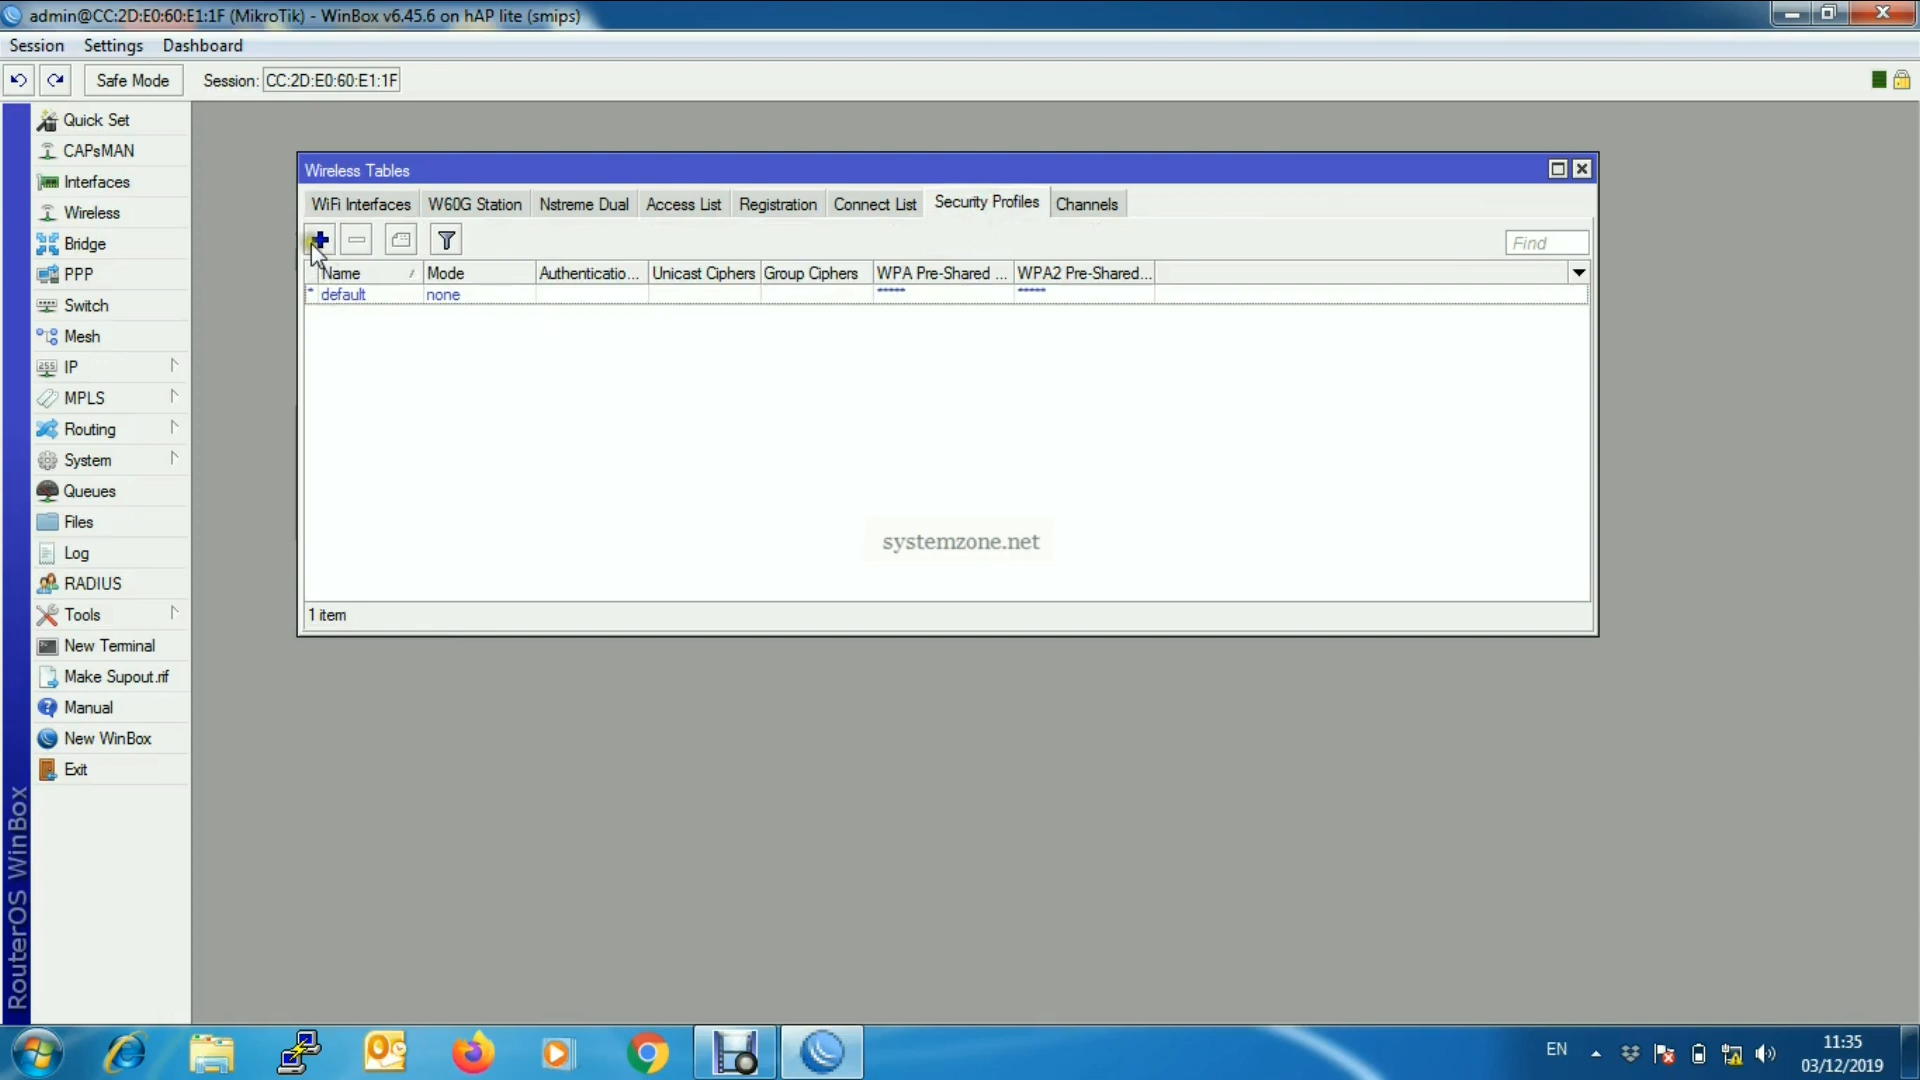 admin@CC:2D:E0:60:E1:1F (MikroTik) - WinBox v6.45.6 on hAP lite (smips)
Session Settings Dashboard
Safe Mode Session: CC:2D:E0:60:E1:1F
Quick Set
CAPsMAN
Interfaces
Wireless
Bridge
PPP
Switch
Mesh
255 IP
MPLS
Routing
System
Queues
Files
Log
RADIUS
Tools
New Terminal
Make Supout.rif
Manual
New WinBox
Exit
RouterOS WinBox
Wireless Tables
WiFi Interfaces W60G Station Nstreme Dual Access List Registration Connect List Security Profiles Channels
Find
Name / Mode Authenticatio... Unicast Ciphers Group Ciphers WPA Pre-Shared ... WPA2 Pre-Shared...
* default none ***** *****
systemzone.net
1 item
EN
11:35
03/12/2019